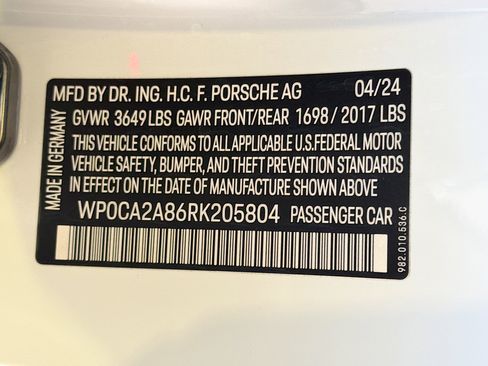 MFD BY DR. ING. H.C. F. PORSCHE AG 04/24
GVWR 3649 LBS GAWR FRONT/REAR 1698 / 2017 LBS
THIS VEHICLE CONFORMS TO ALL APPLICABLE U.S. FEDERAL MOTOR
VEHICLE SAFETY, BUMPER, AND THEFT PREVENTION STANDARDS
IN EFFECT ON THE DATE OF MANUFACTURE SHOWN ABOVE
WP0CA2A86RK205804 PASSENGER CAR
MADE IN GERMANY
982.010.536.C